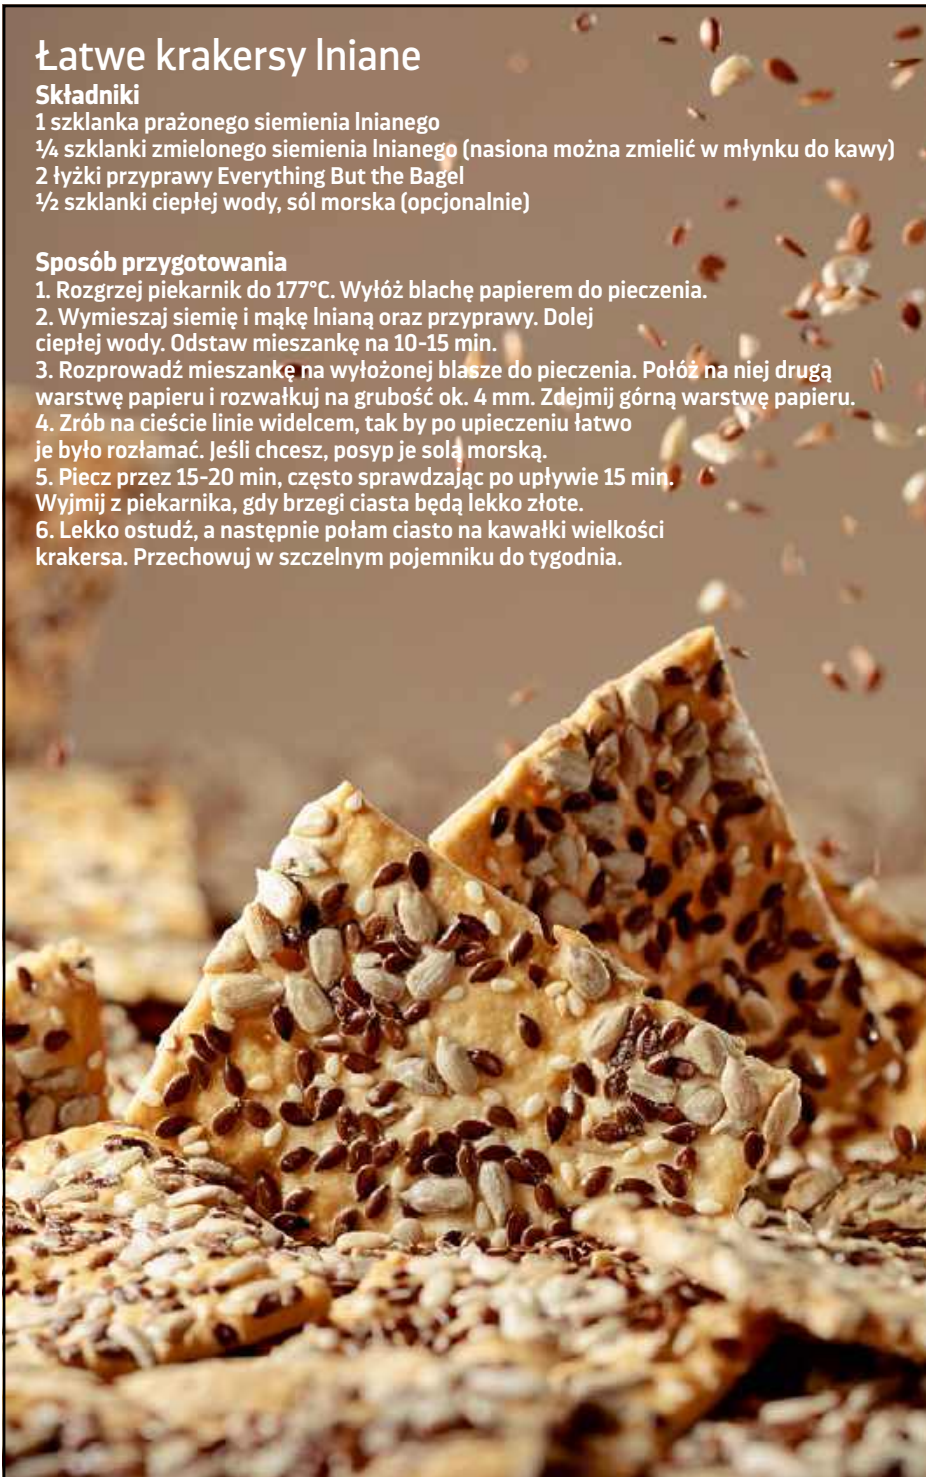 Łatwe krakersy lniane
Składniki
1 szklanka prażonego siemienia lnianego
¼ szklanki zmielonego siemienia lnianego (nasiona można zmielić w młynku do kawy)
2 łyżki przyprawy Everything But the Bagel
½ szklanki ciepłej wody, sól morska (opcjonalnie)
Sposób przygotowania
1. Rozgrzej piekarnik do 177°C. Wyłóż blachę papierem do pieczenia.
2. Wymieszaj siemię i mąkę lnianą oraz przyprawy. Dolej
ciepłej wody. Odstaw mieszankę na 10-15 min.
3. Rozprowadź mieszankę na wyłożonej blasze do pieczenia. Połóż na niej drugą
warstwę papieru i rozwałkuj na grubość ok. 4 mm. Zdejmij górną warstwę papieru.
4. Zrób na cieście linie widelcem, tak by po upieczeniu łatwo
je było rozłamać. Jeśli chcesz, posyp je solą morską.
5. Piecz przez 15-20 min, często sprawdzając po upływie 15 min.
Wyjmij z piekarnika, gdy brzegi ciasta będą lekko złote.
6. Lekko ostudź, a następnie połam ciasto na kawałki wielkości
krakersa. Przechowuj w szczelnym pojemniku do tygodnia.